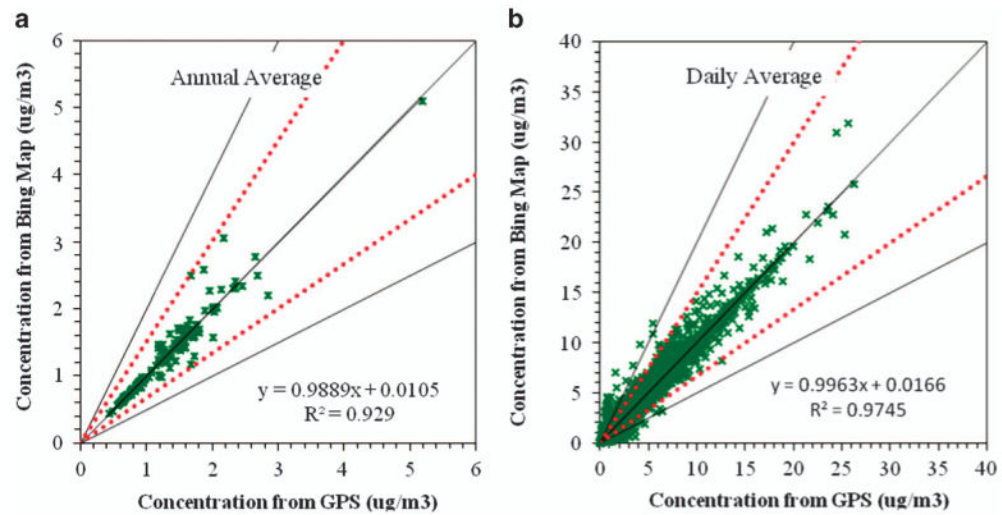 a
Annual Average
Concentration from Bing Map (ug/m3)
6
5
4
3
2
1
0
y = 0.9889x + 0.0105
R² = 0.929
0 1 2 3 4 5 6
Concentration from GPS (ug/m3)
b
Daily Average
Concentration from Bing Map (ug/m3)
40
35
30
25
20
15
10
5
0
y = 0.9963x + 0.0166
R² = 0.9745
0 5 10 15 20 25 30 35 40
Concentration from GPS (ug/m3)